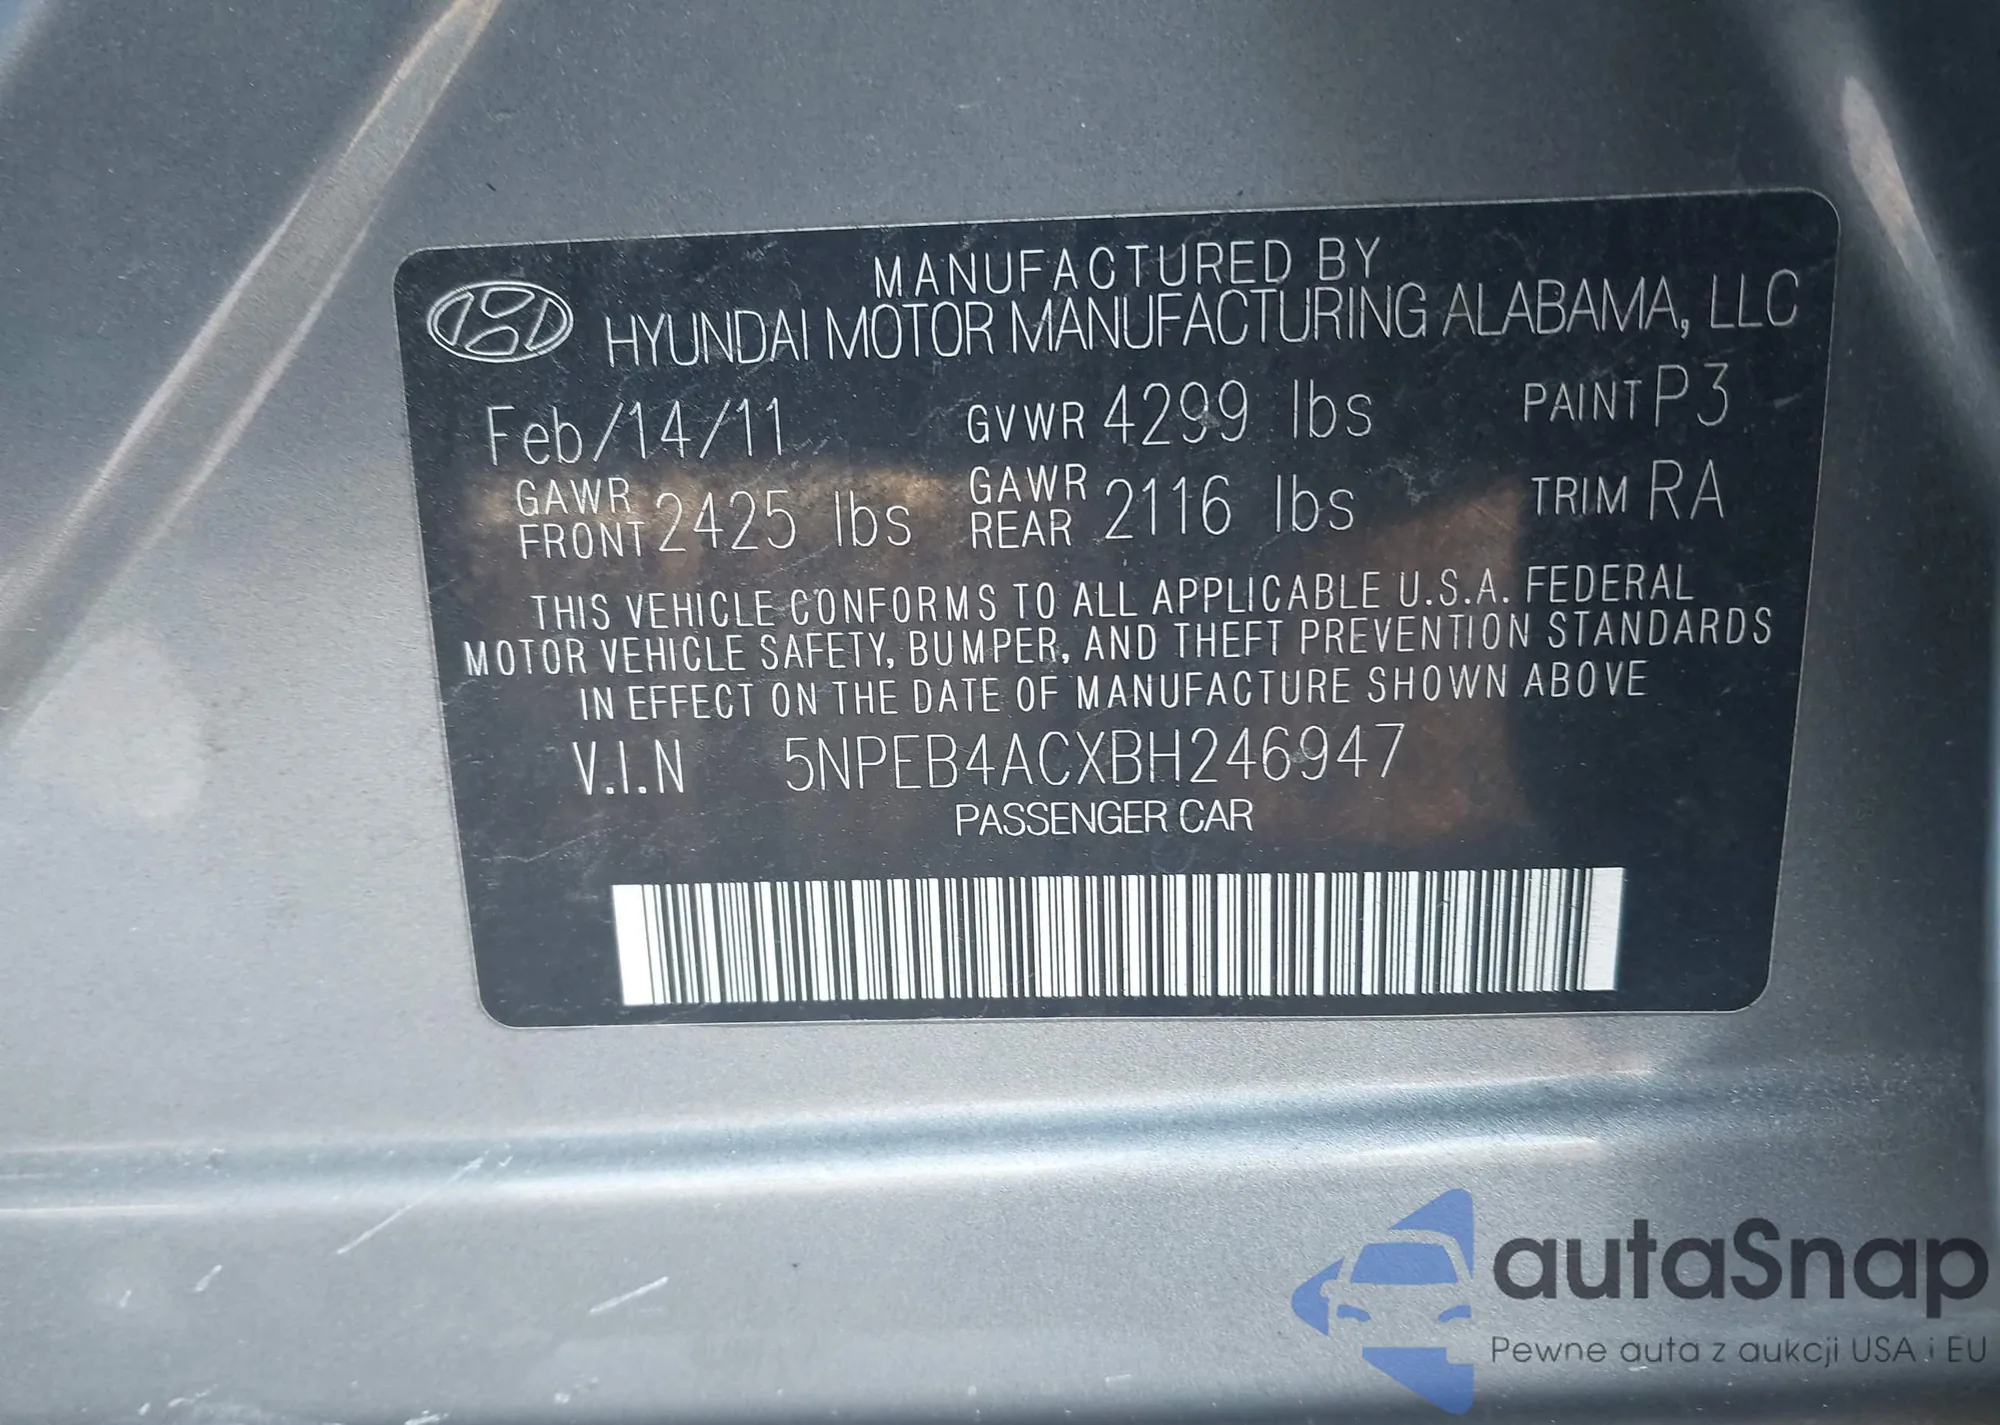 MANUFACTURED BY
HYUNDAI MOTOR MANUFACTURING ALABAMA, LLC
Feb/14/11 GVWR 4299 lbs PAINT P3
GAWR FRONT 2425 lbs GAWR REAR 2116 lbs TRIM RA
THIS VEHICLE CONFORMS TO ALL APPLICABLE U.S.A. FEDERAL
MOTOR VEHICLE SAFETY, BUMPER, AND THEFT PREVENTION STANDARDS
IN EFFECT ON THE DATE OF MANUFACTURE SHOWN ABOVE
V.I.N 5NPEB4ACXBH246947
PASSENGER CAR
autaSnap
Pewne auta z aukcji USA i EU